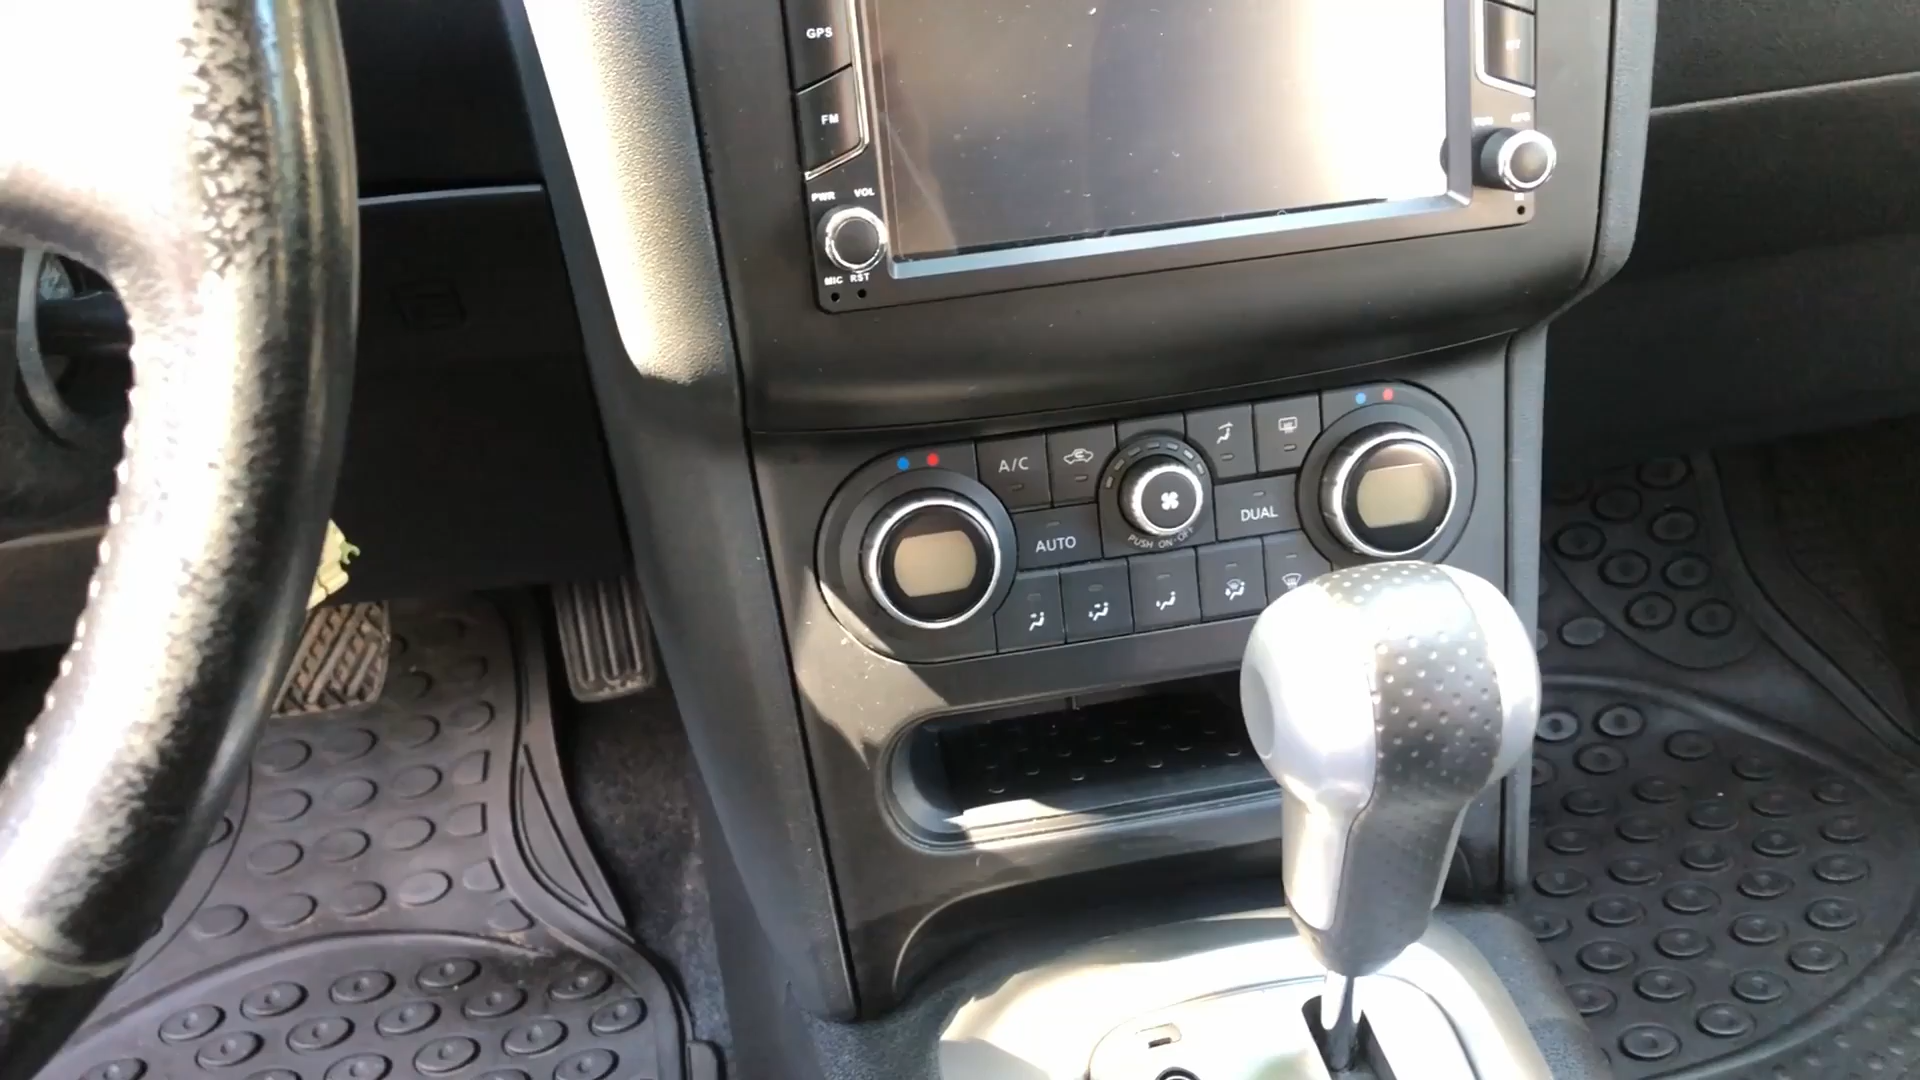 GPS
FM
PWR VOL
MIC RST
A/C
AUTO
PUSH ON·OFF
DUAL